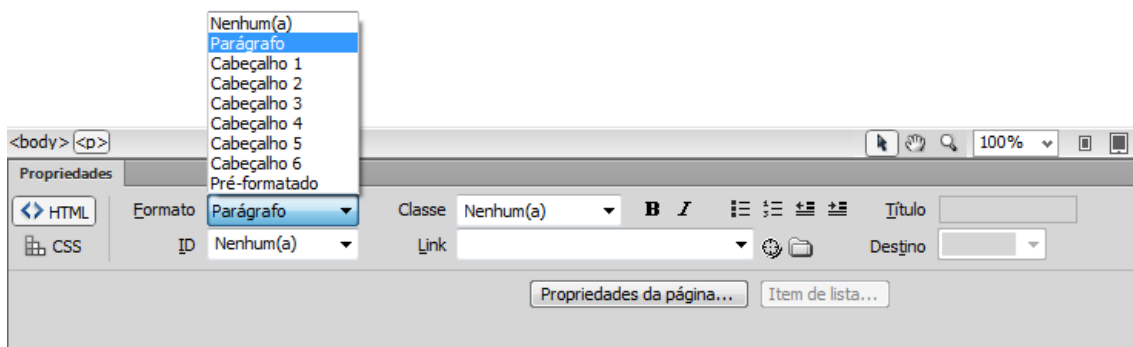 Nenhum(a)
Parágrafo
Cabeçalho 1
Cabeçalho 2
Cabeçalho 3
Cabeçalho 4
Cabeçalho 5
Cabeçalho 6
Pré-formatado
<body> <p> 100%
Propriedades
<> HTML Formato Parágrafo Classe Nenhum(a) B I Título
CSS ID Nenhum(a) Link Destino
Propriedades da página... Item de lista...